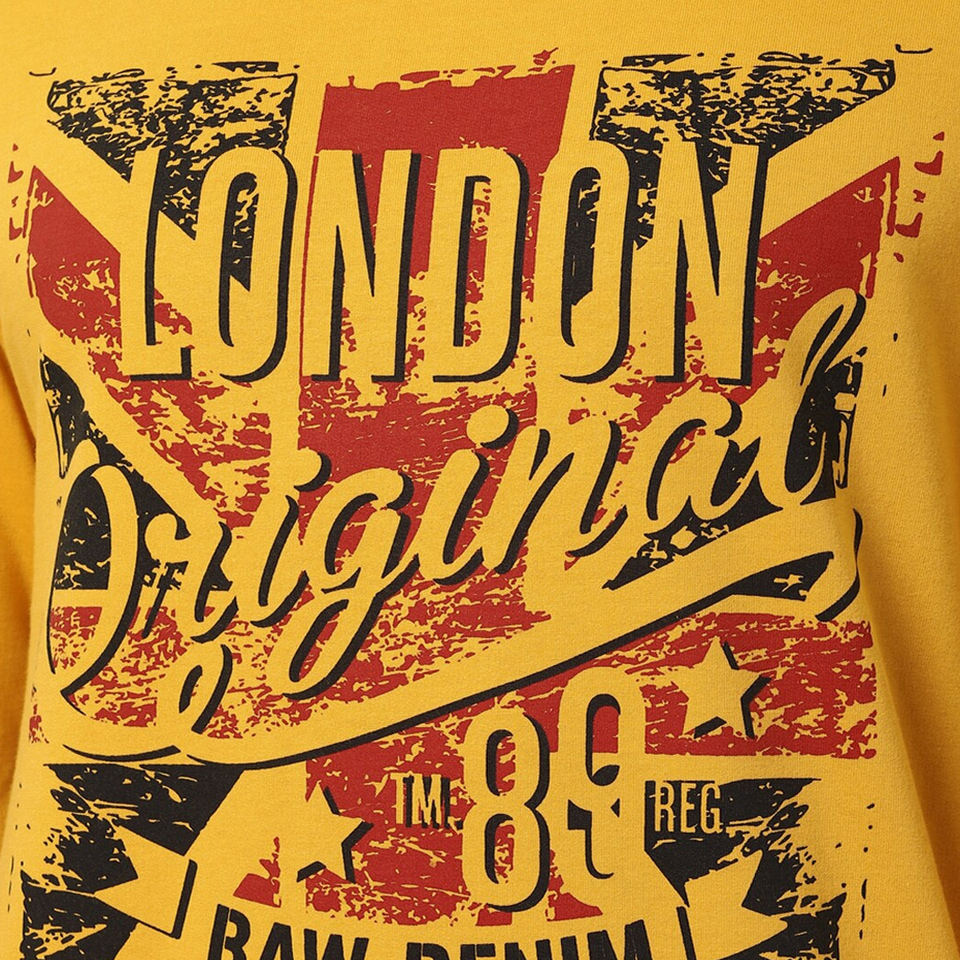 LONDON
Original
TM. 89 REG.
RAW DENIM